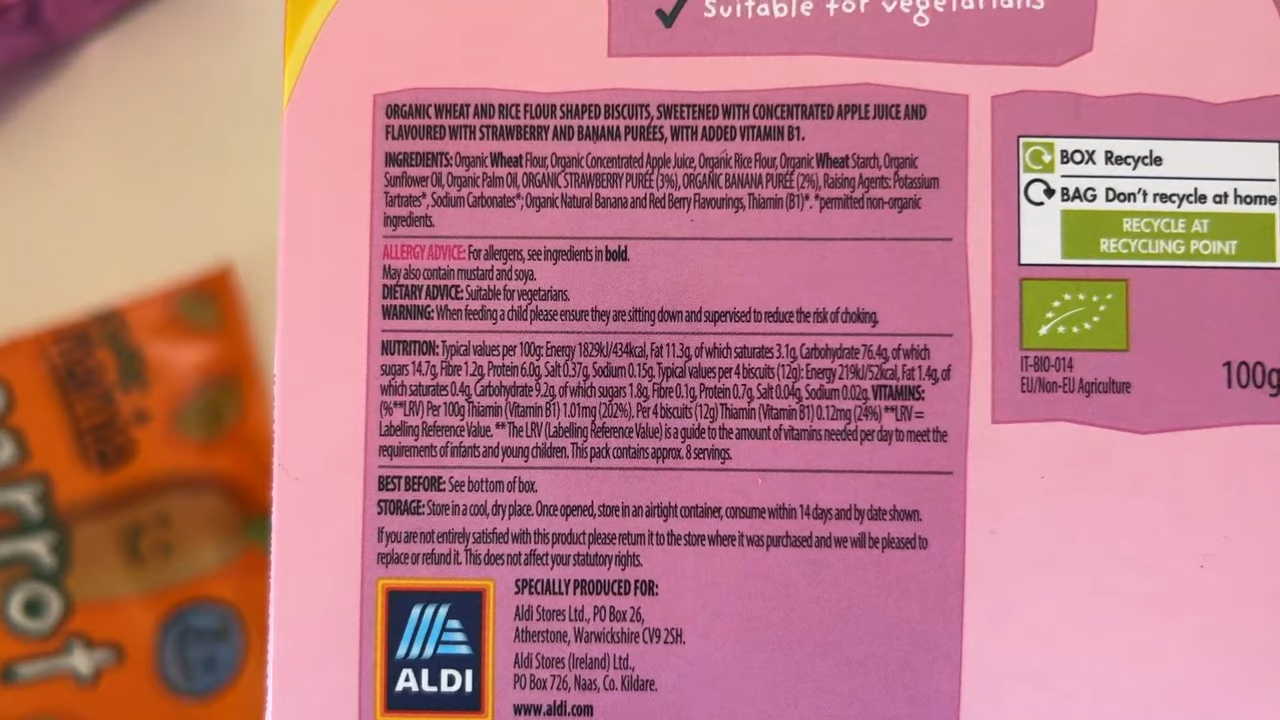 Suitable for vegetarians
ORGANIC WHEAT AND RICE FLOUR SHAPED BISCUITS, SWEETENED WITH CONCENTRATED APPLE JUICE AND
FLAVOURED WITH STRAWBERRY AND BANANA PURÉES, WITH ADDED VITAMIN B1.
INGREDIENTS: Organic Wheat Flour, Organic Concentrated Apple Juice, Organic Rice Flour, Organic Wheat Starch, Organic
Sunflower Oil, Organic Palm Oil, ORGANIC STRAWBERRY PURÉE (3%), ORGANIC BANANA PURÉE (2%), Raising Agents: Potassium
Tartrates*, Sodium Carbonates*; Organic Natural Banana and Red Berry Flavourings, Thiamin (B1)*. *permitted non-organic
ingredients.
ALLERGY ADVICE: For allergens, see ingredients in bold.
May also contain mustard and soya.
DIETARY ADVICE: Suitable for vegetarians.
WARNING: When feeding a child please ensure they are sitting down and supervised to reduce the risk of choking.
NUTRITION: Typical values per 100g: Energy 1829kJ/434kcal, Fat 11.3g, of which saturates 3.1g, Carbohydrate 76.4g, of which
sugars 14.7g, Fibre 1.2g, Protein 6.0g, Salt 0.37g, Sodium 0.15g. Typical values per 4 biscuits (12g): Energy 219kJ/52kcal, Fat 1.4g, of
which saturates 0.4g, Carbohydrate 9.2g, of which sugars 1.8g, Fibre 0.1g, Protein 0.7g, Salt 0.04g, Sodium 0.02g. VITAMINS:
(%**LRV) Per 100g Thiamin (Vitamin B1) 1.01mg (202%). Per 4 biscuits (12g) Thiamin (Vitamin B1) 0.12mg (24%) **LRV =
Labelling Reference Value. **The LRV (Labelling Reference Value) is a guide to the amount of vitamins needed per day to meet the
requirements of infants and young children. This pack contains approx. 8 servings.
BEST BEFORE: See bottom of box.
STORAGE: Store in a cool, dry place. Once opened, store in an airtight container, consume within 14 days and by date shown.
If you are not entirely satisfied with this product please return it to the store where it was purchased and we will be pleased to
replace or refund it. This does not affect your statutory rights.
ALDI
SPECIALLY PRODUCED FOR:
Aldi Stores Ltd., PO Box 26,
Atherstone, Warwickshire CV9 2SH.
Aldi Stores (Ireland) Ltd.,
PO Box 726, Naas, Co. Kildare.
www.aldi.com
BOX Recycle
BAG Don't recycle at home
RECYCLE AT
RECYCLING POINT
IT-BIO-014
EU/Non-EU Agriculture
100g